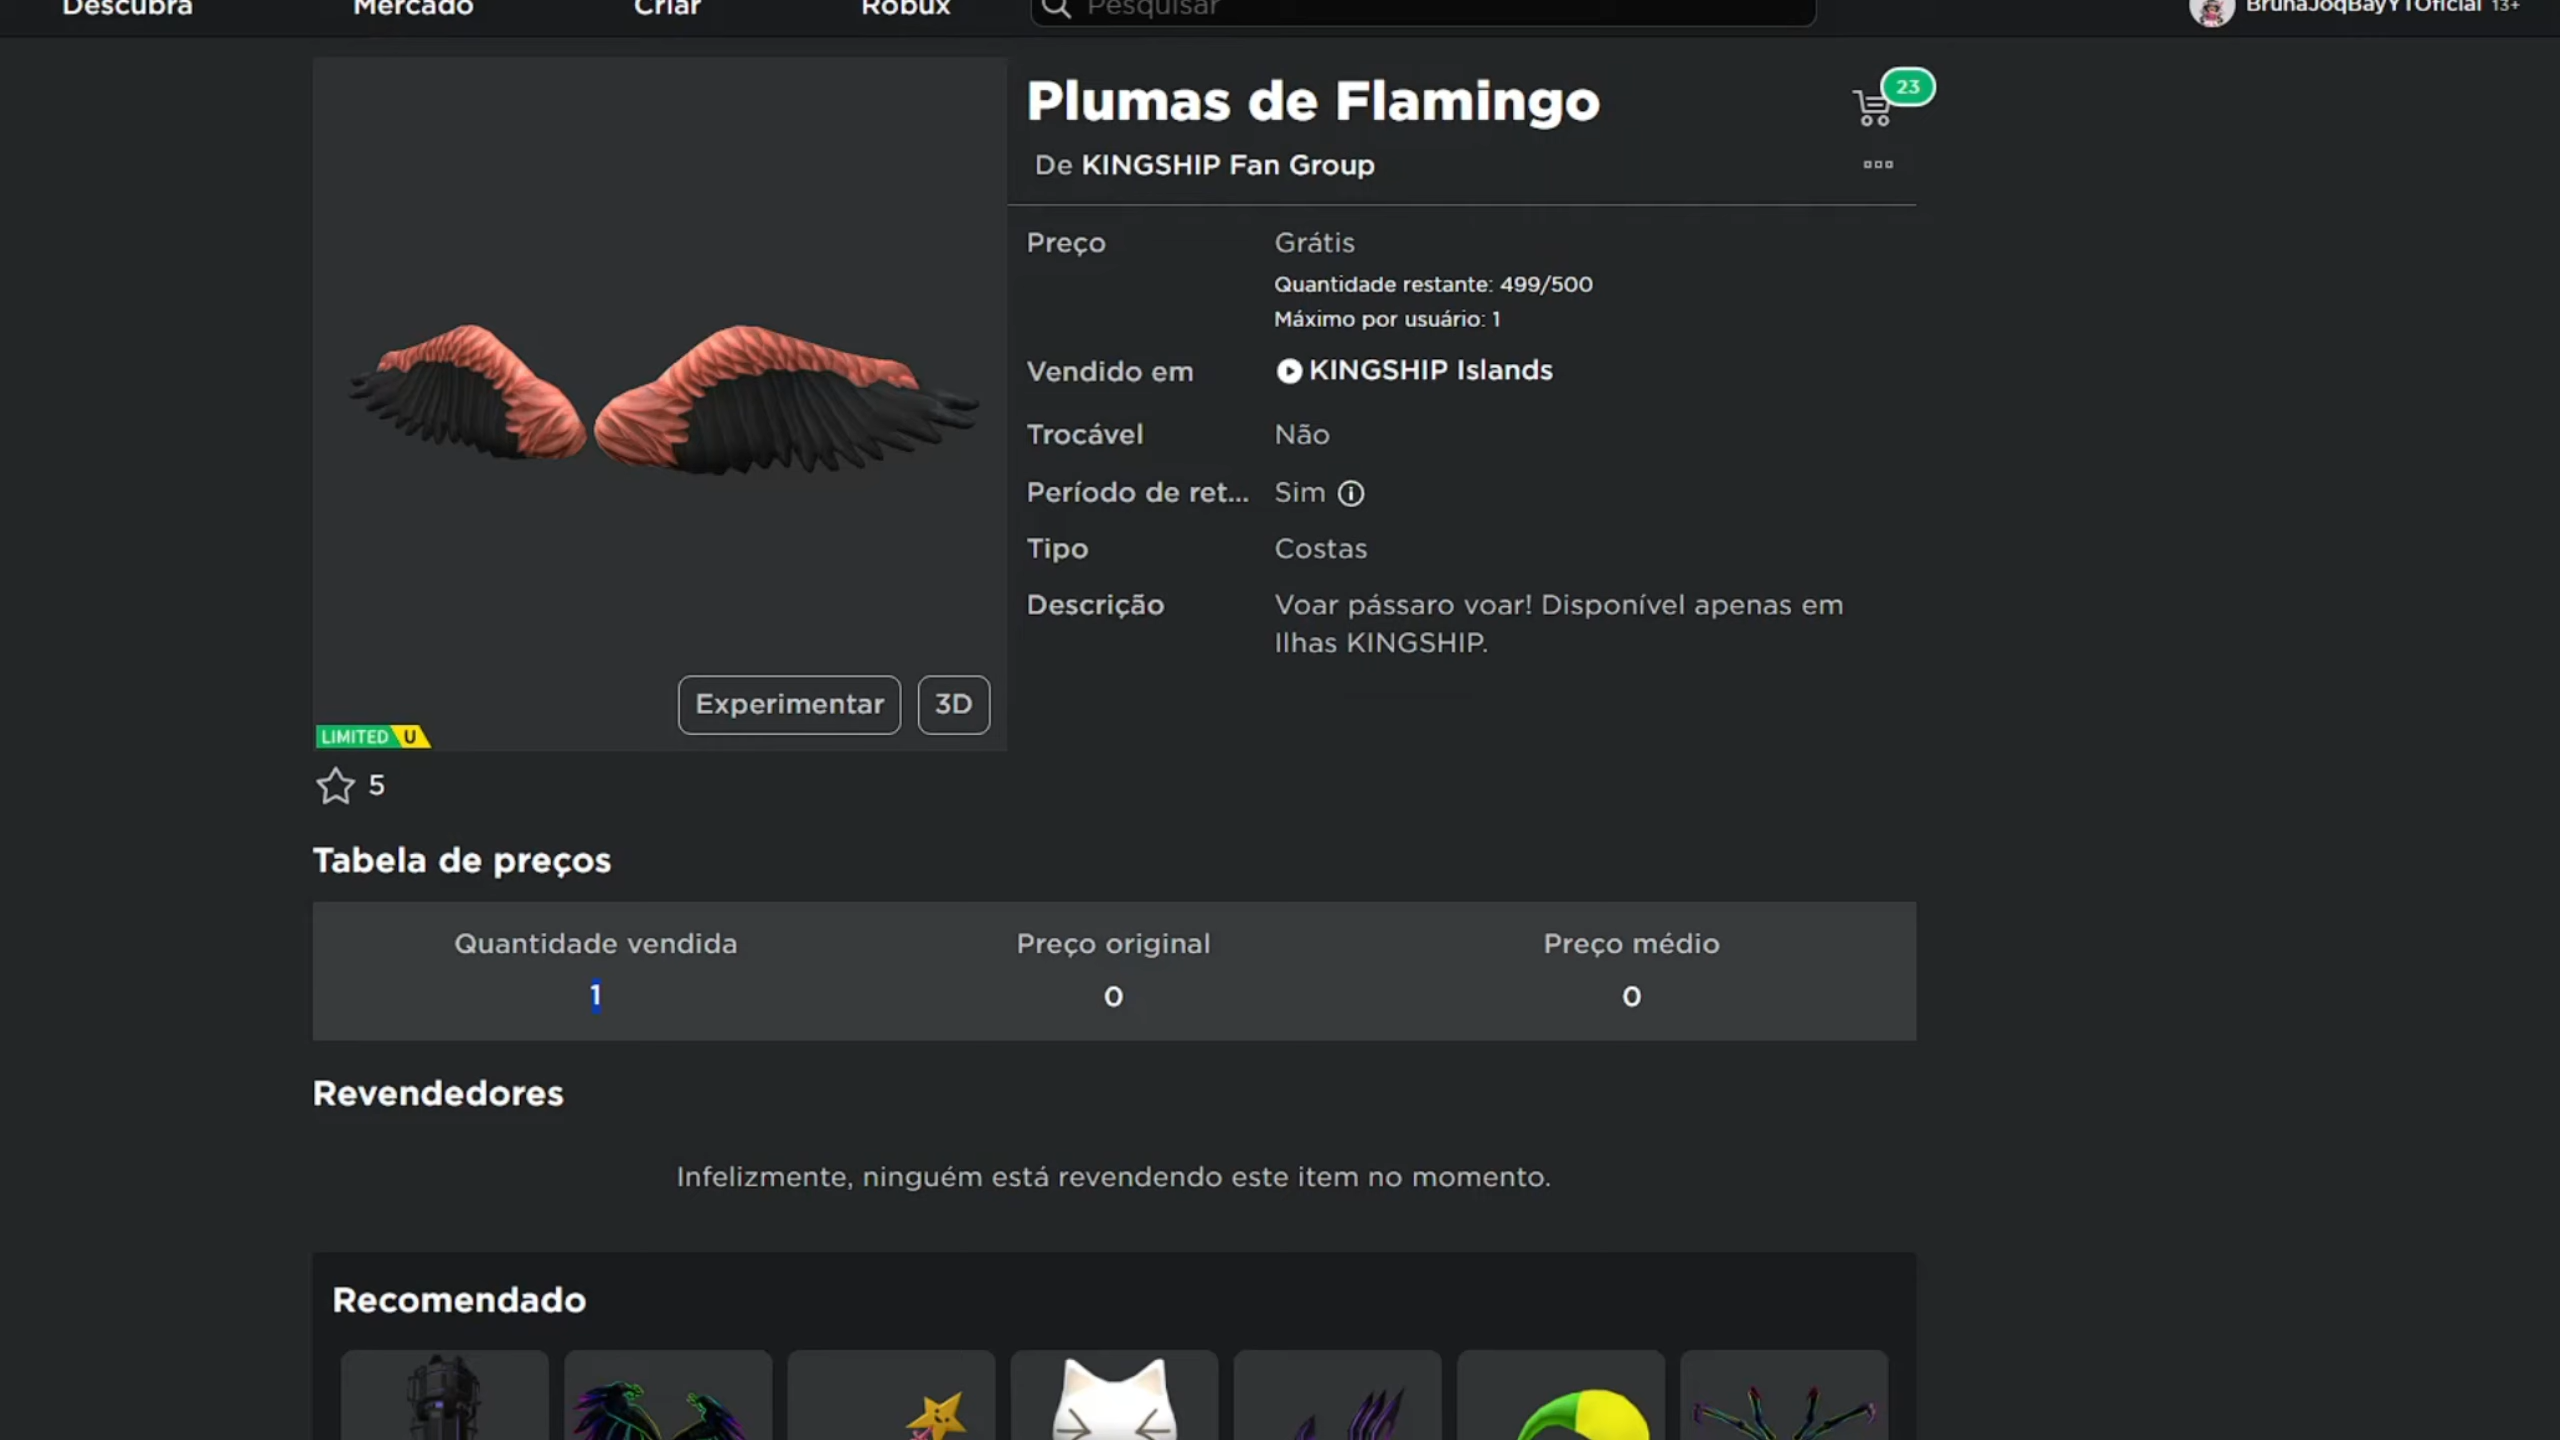 Descubra
Mercado
Criar
Robux
Pesquisar
BrunaJoqBayYTOficial 13+
Plumas de Flamingo
23
De KINGSHIP Fan Group
Preço
Grátis
Quantidade restante: 499/500
Máximo por usuário: 1
Vendido em
KINGSHIP Islands
Trocável
Não
Período de ret...
Sim
Tipo
Costas
Descrição
Voar pássaro voar! Disponível apenas em
Ilhas KINGSHIP.
Experimentar
3D
LIMITED U
5
Tabela de preços
Quantidade vendida
1
Preço original
0
Preço médio
0
Revendedores
Infelizmente, ninguém está revendendo este item no momento.
Recomendado